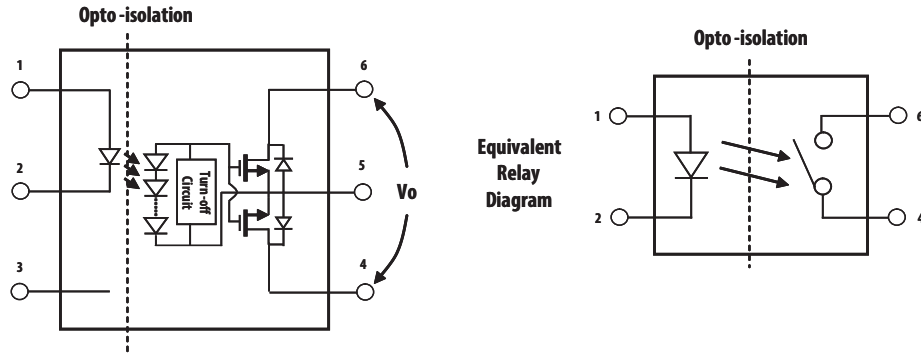 Opto-isolation
1
2
3
Turn-off
Circuit
6
5
4
Vo
Equivalent
Relay
Diagram
Opto-isolation
1
2
6
4